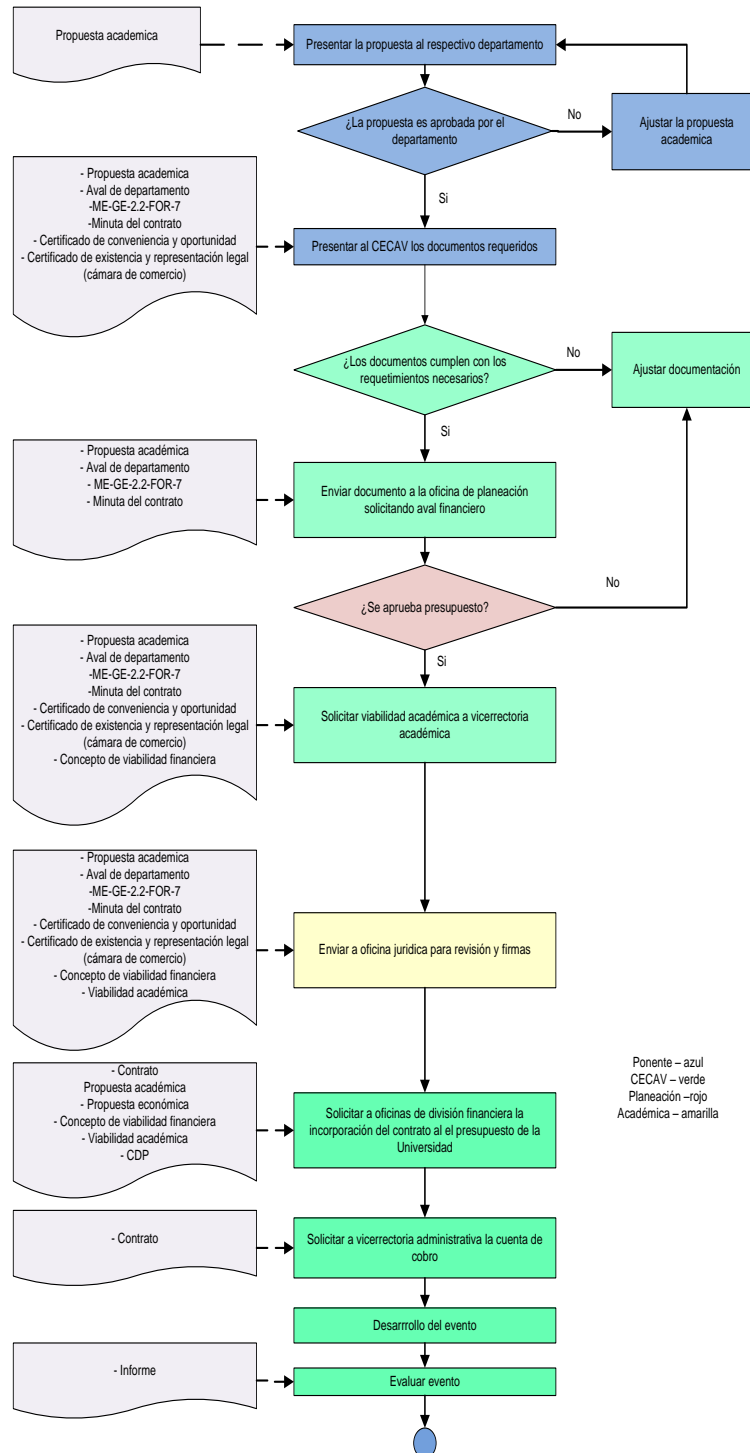 Propuesta academica
Presentar la propuesta al respectivo departamento
¿La propuesta es aprobada por el
departamento
No
Ajustar la propuesta
academica
Si
- Propuesta academica
- Aval de departamento
-ME-GE-2.2-FOR-7
-Minuta del contrato
- Certificado de conveniencia y oportunidad
- Certificado de existencia y representación legal
(cámara de comercio)
Presentar al CECAV los documentos requeridos
¿Los documentos cumplen con los
requetimientos necesarios?
No
Ajustar documentación
Si
- Propuesta académica
- Aval de departamento
- ME-GE-2.2-FOR-7
- Minuta del contrato
Enviar documento a la oficina de planeación
solicitando aval financiero
¿Se aprueba presupuesto?
No
Si
- Propuesta academica
- Aval de departamento
-ME-GE-2.2-FOR-7
-Minuta del contrato
- Certificado de conveniencia y oportunidad
- Certificado de existencia y representación legal
(cámara de comercio)
- Concepto de viabilidad financiera
Solicitar viabilidad académica a vicerrectoria
académica
- Propuesta academica
- Aval de departamento
-ME-GE-2.2-FOR-7
-Minuta del contrato
- Certificado de conveniencia y oportunidad
- Certificado de existencia y representación legal
(cámara de comercio)
- Concepto de viabilidad financiera
- Viabilidad académica
Enviar a oficina juridica para revisión y firmas
- Contrato
Propuesta académica
- Propuesta económica
- Concepto de viabilidad financiera
- Viabilidad académica
- CDP
Solicitar a oficinas de división financiera la
incorporación del contrato al el presupuesto de la
Universidad
Ponente – azul
CECAV – verde
Planeación –rojo
Académica – amarilla
- Contrato
Solicitar a vicerrectoria administrativa la cuenta de
cobro
Desarrrollo del evento
- Informe
Evaluar evento